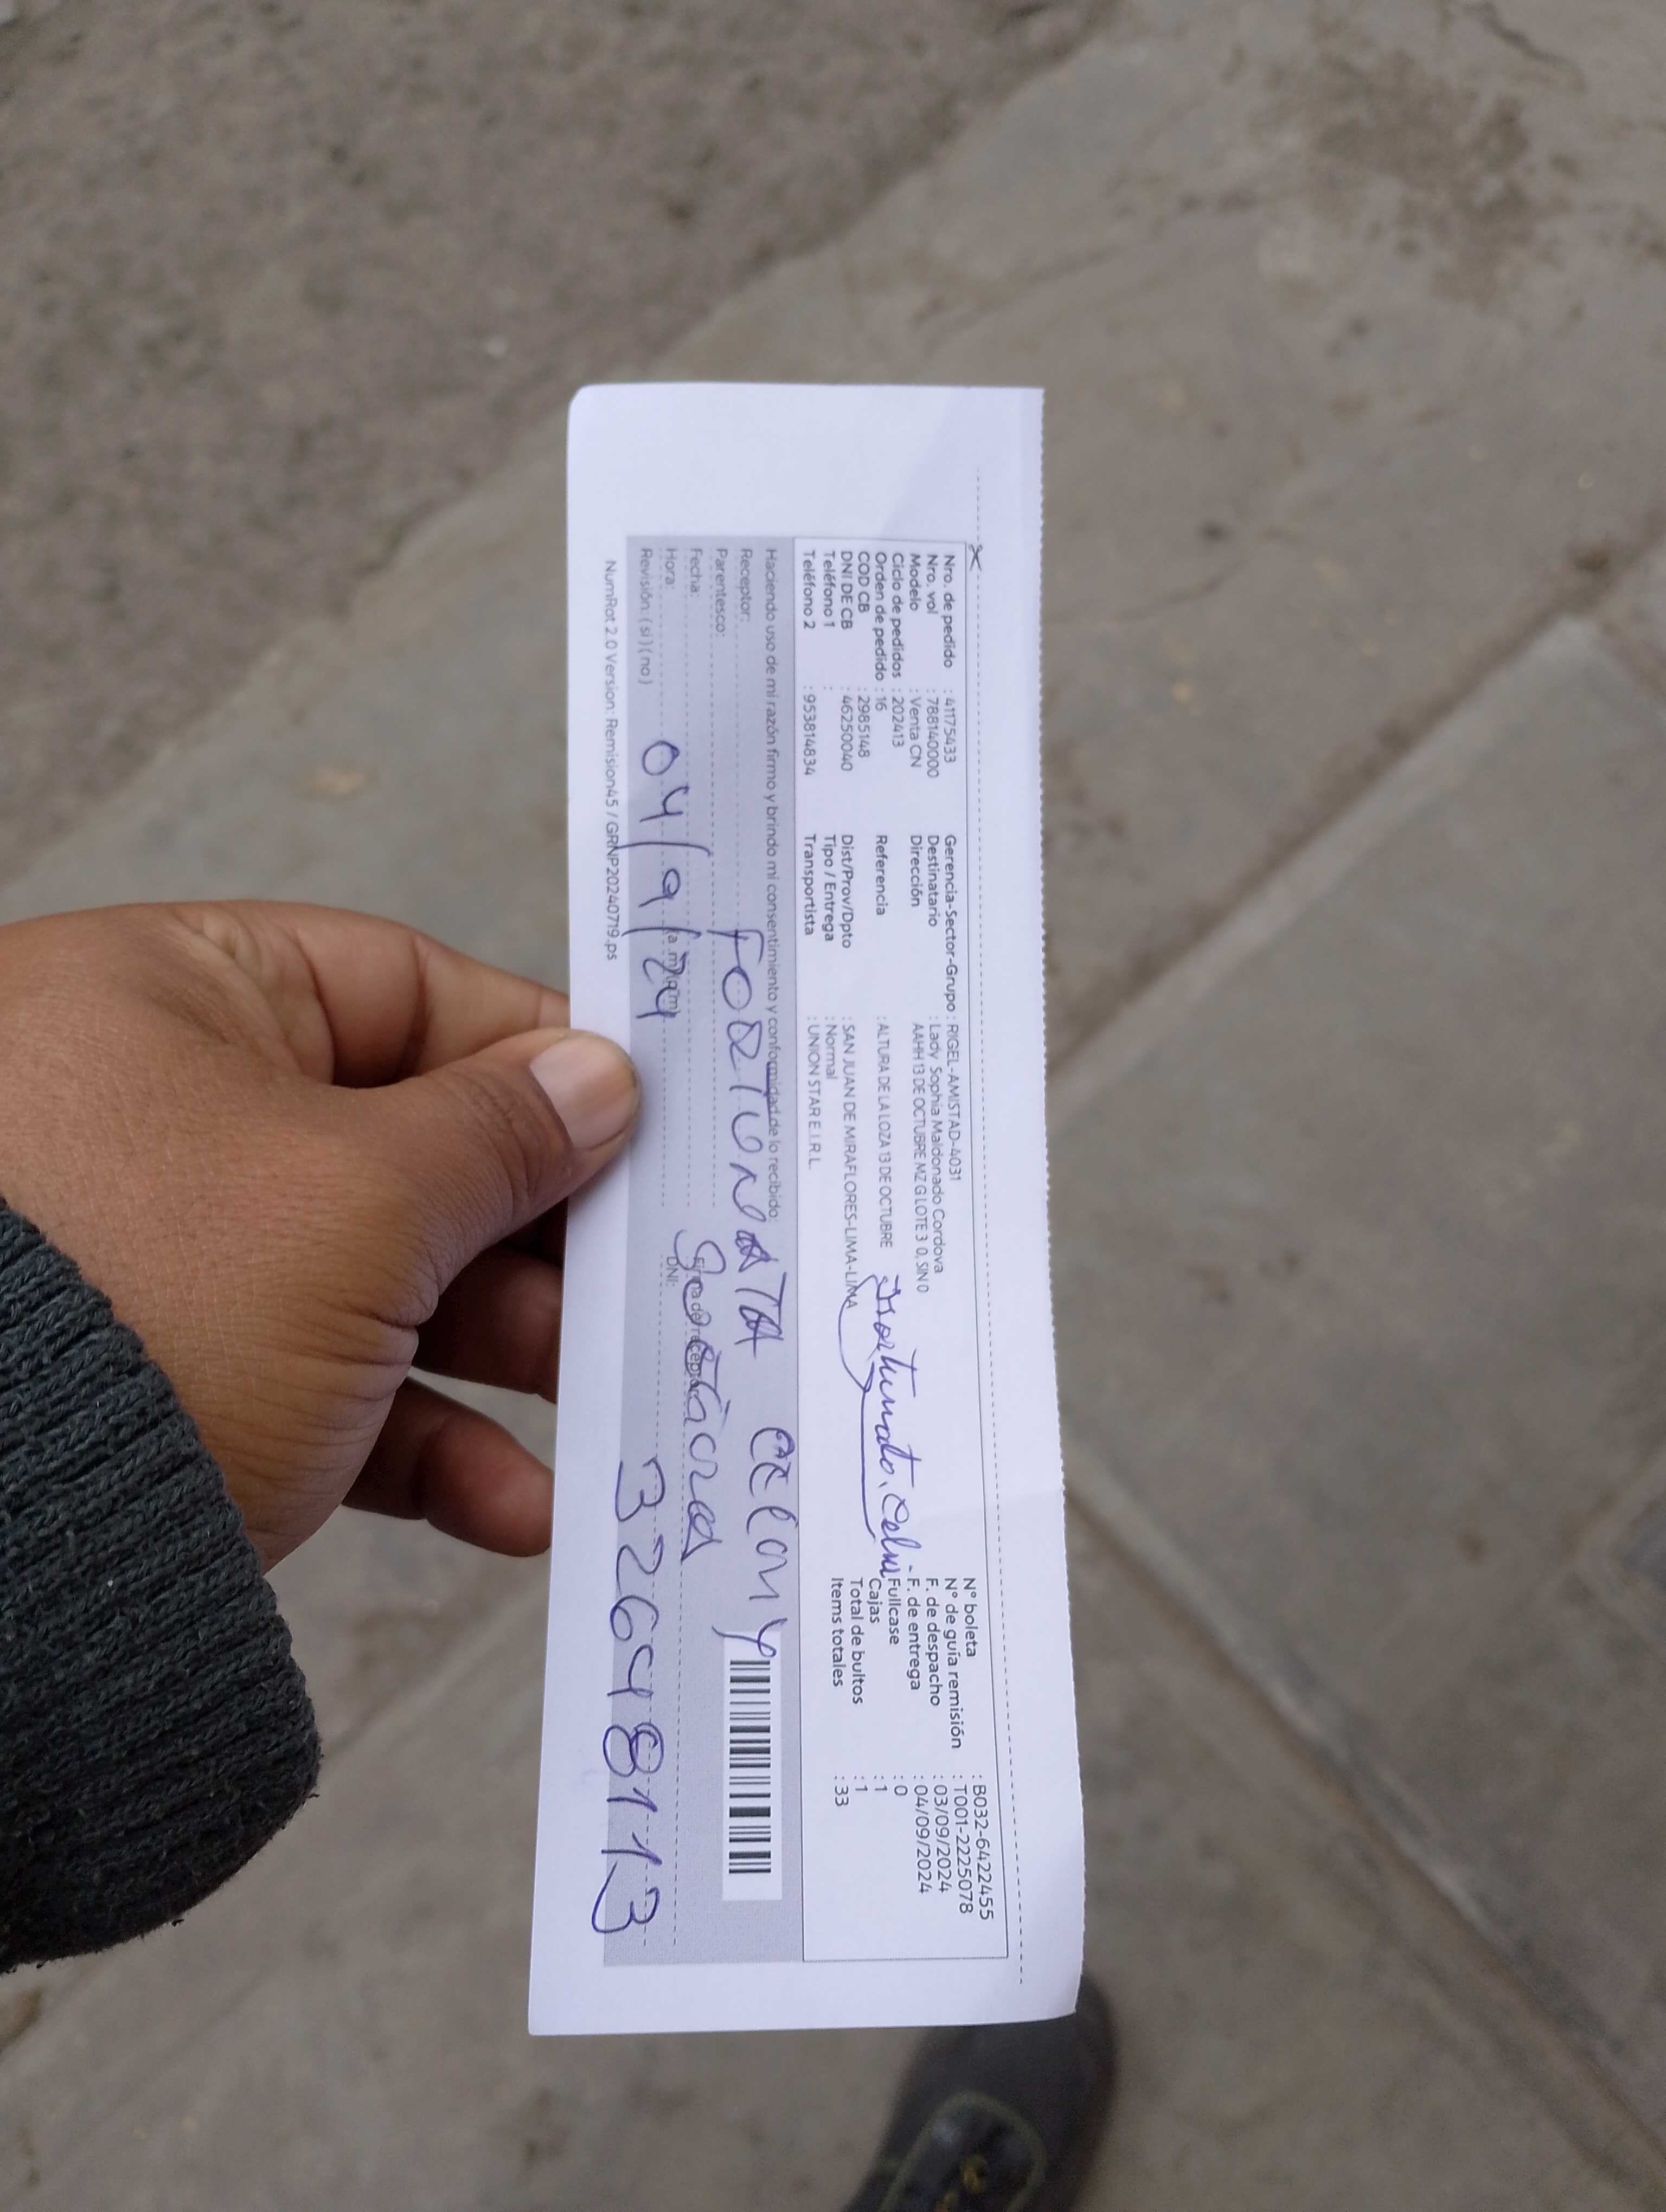 Nro. de pedido : 41175433
Nro. vol : 788140000
Modelo : Venta CN
Ciclo de pedidos : 202413
Orden de pedido : 16
COD CB : 2985148
DNI DE CB : 46250040
Teléfono 1 :
Teléfono 2 : 953814834
Gerencia-Sector-Grupo : RIGEL-AMISTAD-4031
Destinatario : Lady Sophia Maldonado Cordova
Dirección AAHH 13 DE OCTUBRE MZ G LOTE 3 0, SIN 0
Referencia : ALTURA DE LA LOZA 13 DE OCTUBRE
Dist/Prov/Dpto : SAN JUAN DE MIRAFLORES-LIMA-LIMA
Tipo / Entrega : Normal
Transportista : UNION STAR E.I.R.L.
N° boleta : B032-6422455
N° de guía remisión : T001-2225078
F. de despacho : 03/09/2024
F. de entrega : 04/09/2024
Fullcase : 0
Cajas : 1
Total de bultos : 1
Items totales : 33
Haciendo uso de mi razón firmo y brindo mi consentimiento y conformidad de lo recibido:
Receptor: FORTUNATA
Parentesco:
Fecha:
Hora: (a.m) (p.m)
Revisión: ( si ) ( no ) 04/9/24
Firma del receptor
DNI: 32648113
NumRot 2.0 Version: Remision45 / GRNP20240719.ps